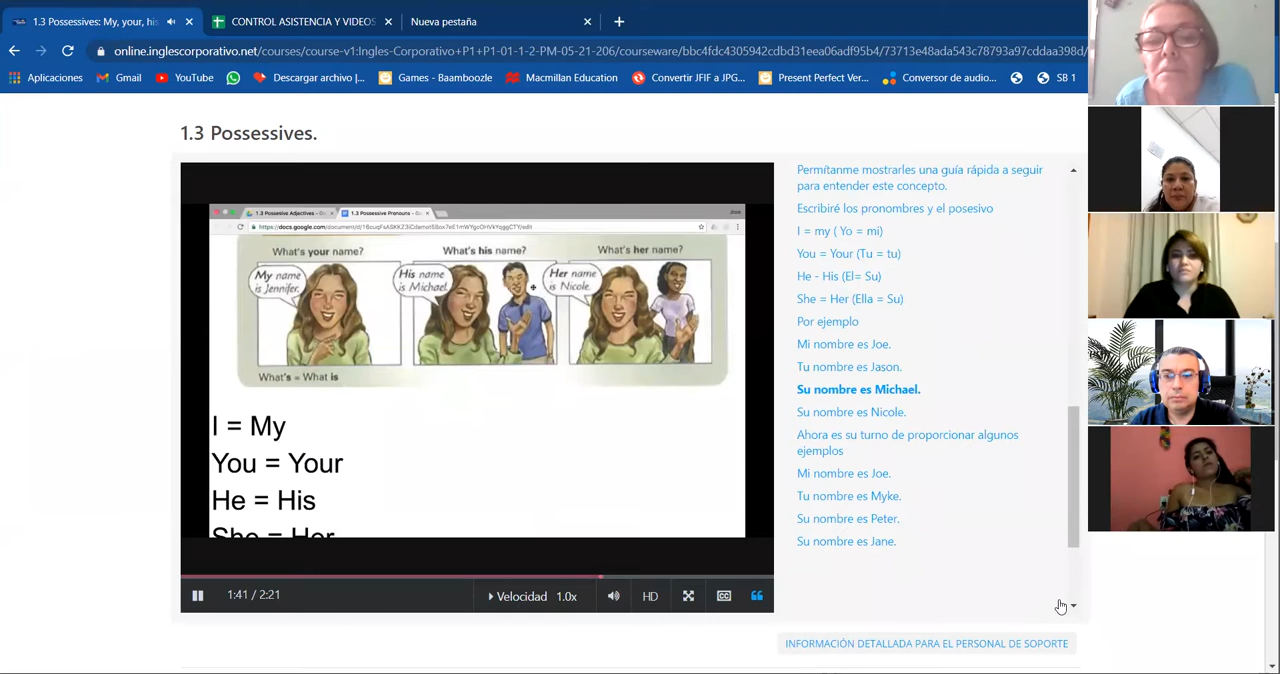 1.3 Possessives: My, your, his
CONTROL ASISTENCIA Y VIDEOS
Nueva pestaña
online.inglescorporativo.net/courses/course-v1:Ingles-Corporativo+P1+P1-01-1-2-PM-05-21-206/courseware/bbc4fdc4305942cdbd31eea06adf95b4/73713e48ada543c78793a97cddaa398d/
Aplicaciones
Gmail
YouTube
Descargar archivo |...
Games - Baamboozle
Macmillan Education
Convertir JFIF a JPG...
Present Perfect Ver...
Conversor de audio...
SB 1
1.3 Possessives.
1.3 Possesive Adjectives - G
1.3 Possessive Pronouns - G
What's your name?
What's his name?
What's her name?
My name
is Jennifer.
His name
is Michael.
Her name
is Nicole.
What's = What is
I = My
You = Your
He = His
She = Her
1:41 / 2:21
Velocidad 1.0x
HD
Permítanme mostrarles una guía rápida a seguir
para entender este concepto.
Escribiré los pronombres y el posesivo
I = my ( Yo = mi)
You = Your (Tu = tu)
He - His (El= Su)
She = Her (Ella = Su)
Por ejemplo
Mi nombre es Joe.
Tu nombre es Jason.
Su nombre es Michael.
Su nombre es Nicole.
Ahora es su turno de proporcionar algunos
ejemplos
Mi nombre es Joe.
Tu nombre es Myke.
Su nombre es Peter.
Su nombre es Jane.
INFORMACIÓN DETALLADA PARA EL PERSONAL DE SOPORTE